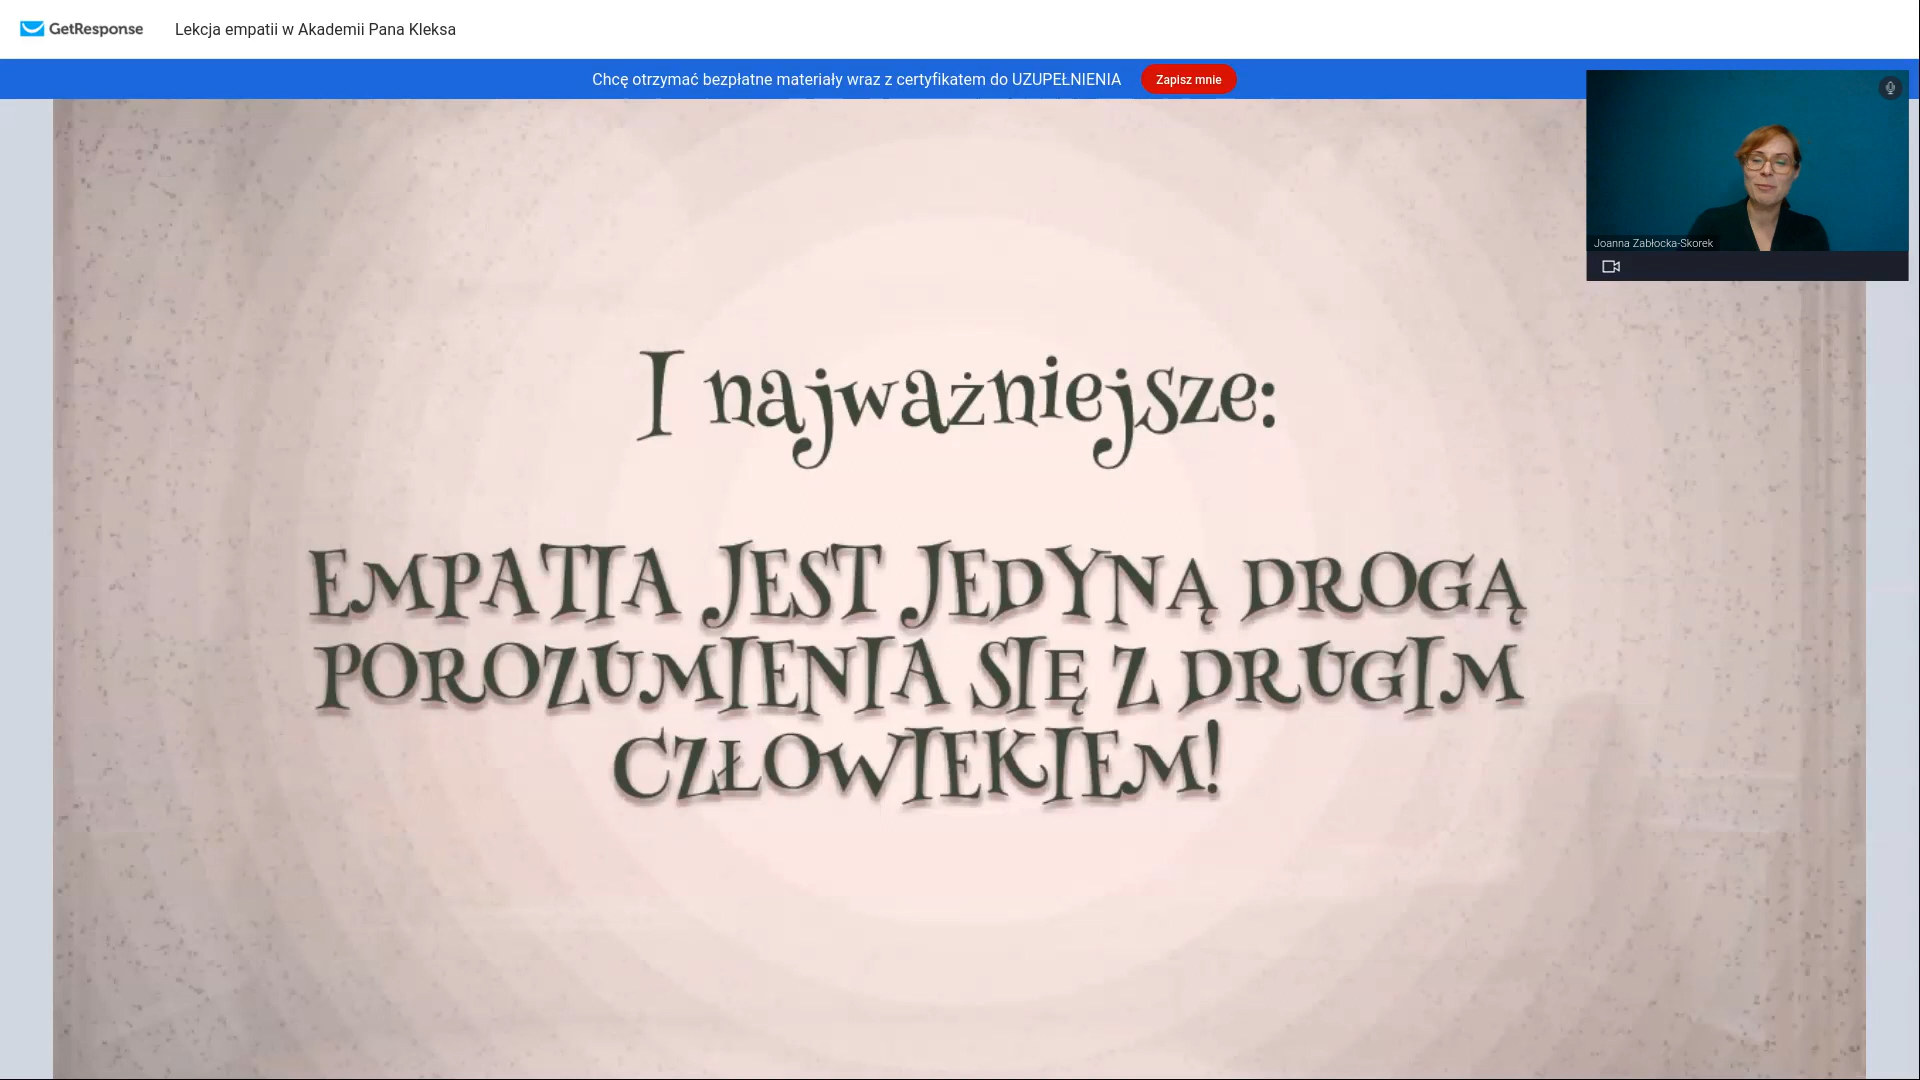 GetResponse
Lekcja empatii w Akademii Pana Kleksa
Chcę otrzymać bezpłatne materiały wraz z certyfikatem do UZUPEŁNIENIA
Zapisz mnie
Joanna Zabłocka-Skorek
I najważniejsze:
EMPATIA JEST JEDYNĄ DROGĄ
POROZUMIENIA SIĘ Z DRUGIM
CZŁOWIEKIEM!